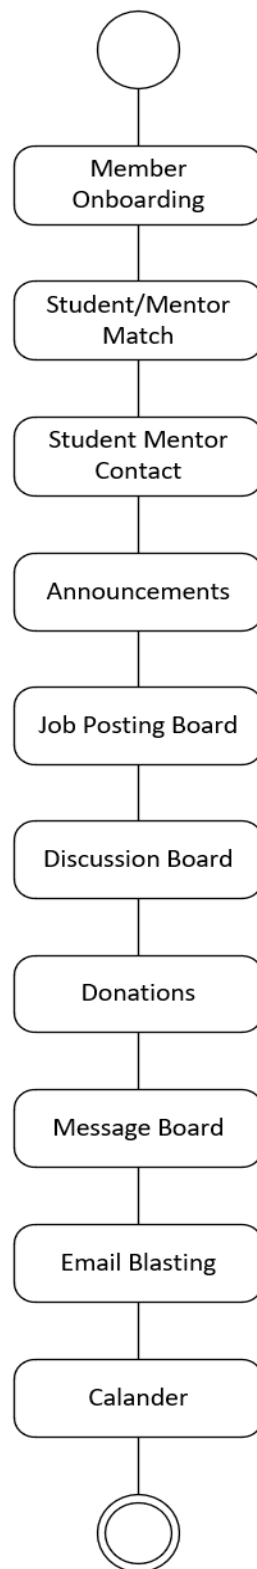 Member
Onboarding
Student/Mentor
Match
Student Mentor
Contact
Announcements
Job Posting Board
Discussion Board
Donations
Message Board
Email Blasting
Calander